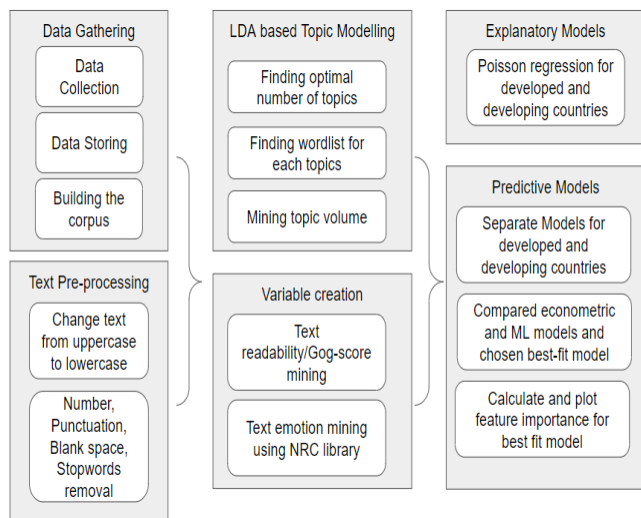 Data Gathering
Data
Collection
Data Storing
Building the
corpus
Text Pre-processing
Change text
from uppercase
to lowercase
Number,
Punctuation,
Blank space,
Stopwords
removal
LDA based Topic Modelling
Finding optimal
number of topics
Finding wordlist for
each topics
Mining topic volume
Variable creation
Text
readability/Gog-score
mining
Text emotion mining
using NRC library
Explanatory Models
Poisson regression for
developed and
developing countries
Predictive Models
Separate Models for
developed and
developing countries
Compared econometric
and ML models and
chosen best-fit model
Calculate and plot
feature importance for
best fit model